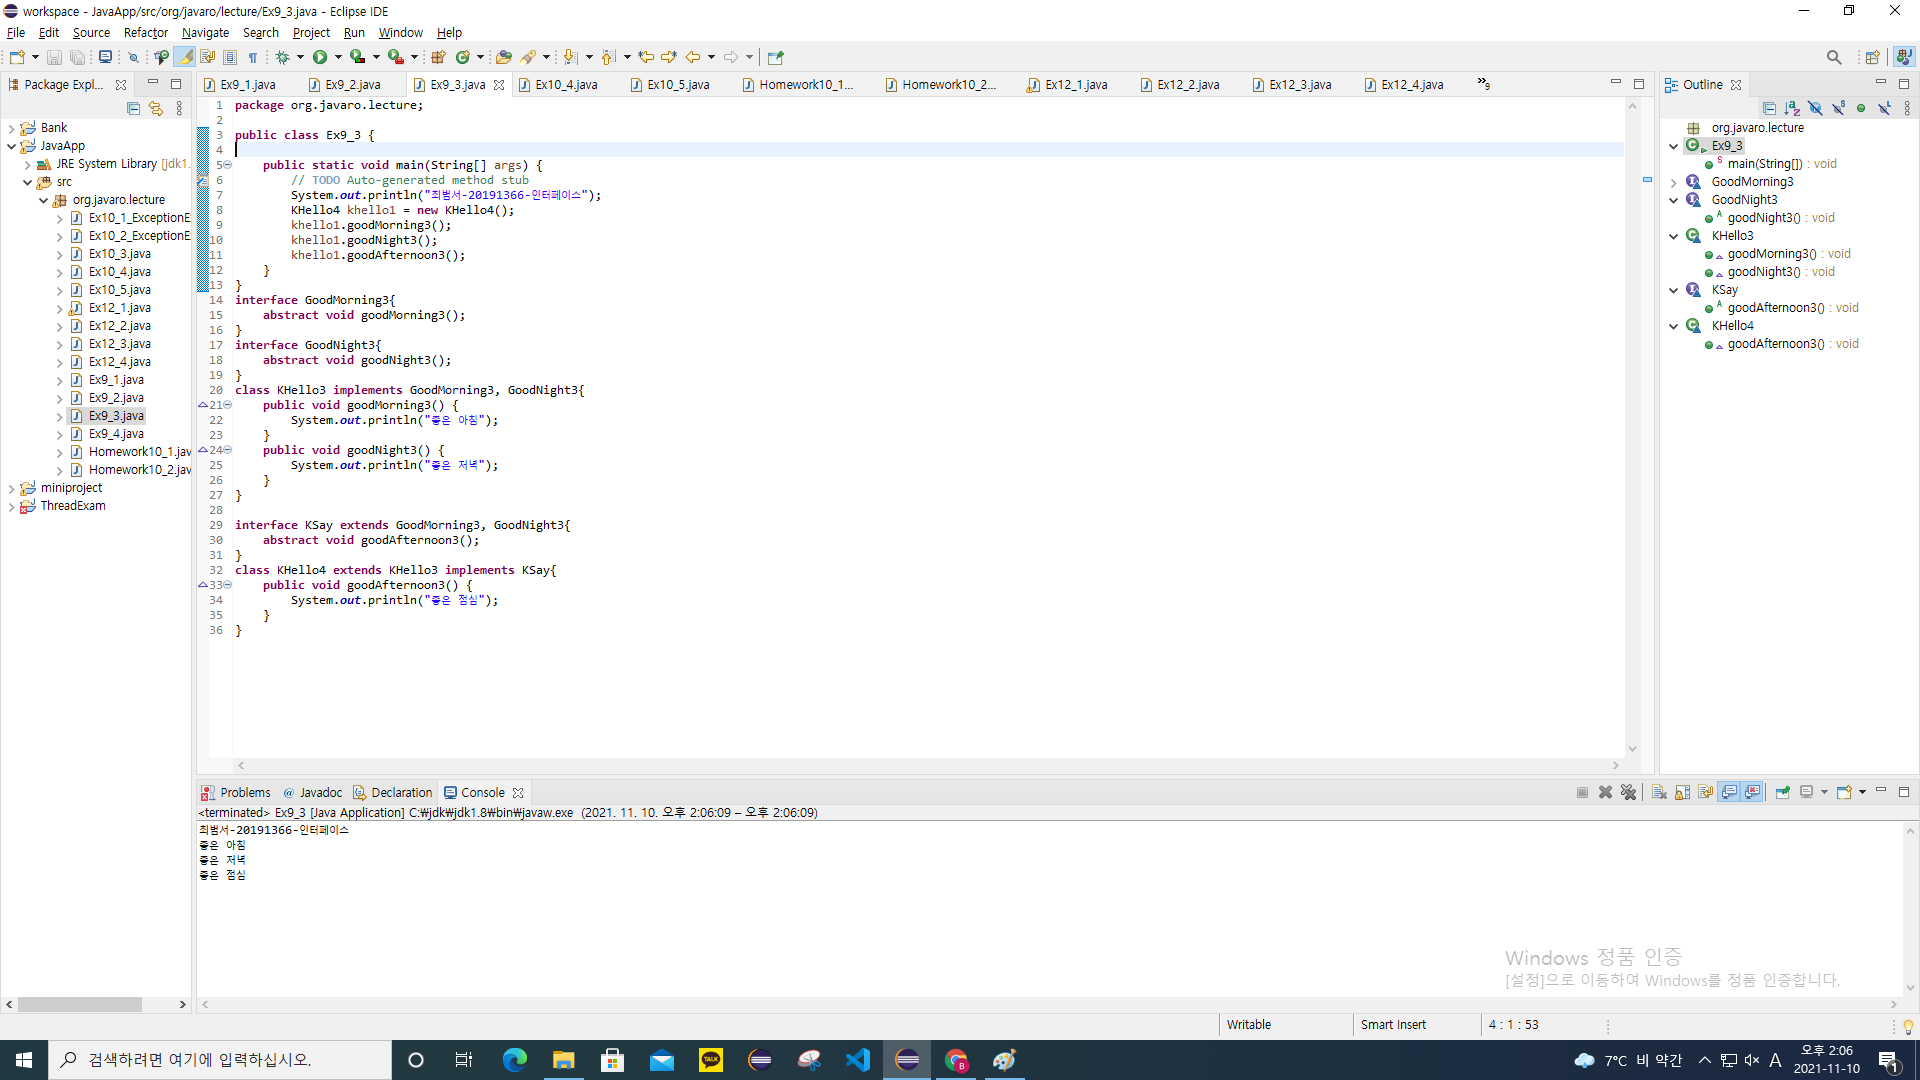 workspace - JavaApp/src/org/javaro/lecture/Ex9_3.java - Eclipse IDE
File Edit Source Refactor Navigate Search Project Run Window Help
Package Expl...
Ex9_1.java Ex9_2.java Ex9_3.java Ex10_4.java Ex10_5.java Homework10_1... Homework10_2... Ex12_1.java Ex12_2.java Ex12_3.java Ex12_4.java »9
Outline
Bank
JavaApp
JRE System Library [jdk1.
src
org.javaro.lecture
Ex10_1_ExceptionE
Ex10_2_ExceptionE
Ex10_3.java
Ex10_4.java
Ex10_5.java
Ex12_1.java
Ex12_2.java
Ex12_3.java
Ex12_4.java
Ex9_1.java
Ex9_2.java
Ex9_3.java
Ex9_4.java
Homework10_1.jav
Homework10_2.jav
miniproject
ThreadExam
1 package org.javaro.lecture;
2
3 public class Ex9_3 {
4
5 public static void main(String[] args) {
6 // TODO Auto-generated method stub
7 System.out.println("최범서-20191366-인터페이스");
8 KHello4 khello1 = new KHello4();
9 khello1.goodMorning3();
10 khello1.goodNight3();
11 khello1.goodAfternoon3();
12 }
13 }
14 interface GoodMorning3{
15 abstract void goodMorning3();
16 }
17 interface GoodNight3{
18 abstract void goodNight3();
19 }
20 class KHello3 implements GoodMorning3, GoodNight3{
21 public void goodMorning3() {
22 System.out.println("좋은 아침");
23 }
24 public void goodNight3() {
25 System.out.println("좋은 저녁");
26 }
27 }
28
29 interface KSay extends GoodMorning3, GoodNight3{
30 abstract void goodAfternoon3();
31 }
32 class KHello4 extends KHello3 implements KSay{
33 public void goodAfternoon3() {
34 System.out.println("좋은 점심");
35 }
36 }
org.javaro.lecture
Ex9_3
main(String[]) : void
GoodMorning3
GoodNight3
goodNight3() : void
KHello3
goodMorning3() : void
goodNight3() : void
KSay
goodAfternoon3() : void
KHello4
goodAfternoon3() : void
Problems @ Javadoc Declaration Console
<terminated> Ex9_3 [Java Application] C:₩jdk₩jdk1.8₩bin₩javaw.exe (2021. 11. 10. 오후 2:06:09 – 오후 2:06:09)
최범서-20191366-인터페이스
좋은 아침
좋은 저녁
좋은 점심
Windows 정품 인증
[설정]으로 이동하여 Windows를 정품 인증합니다.
Writable Smart Insert 4 : 1 : 53
검색하려면 여기에 입력하십시오.
TALK
B
7°C 비 약간
A
오후 2:06
2021-11-10
1